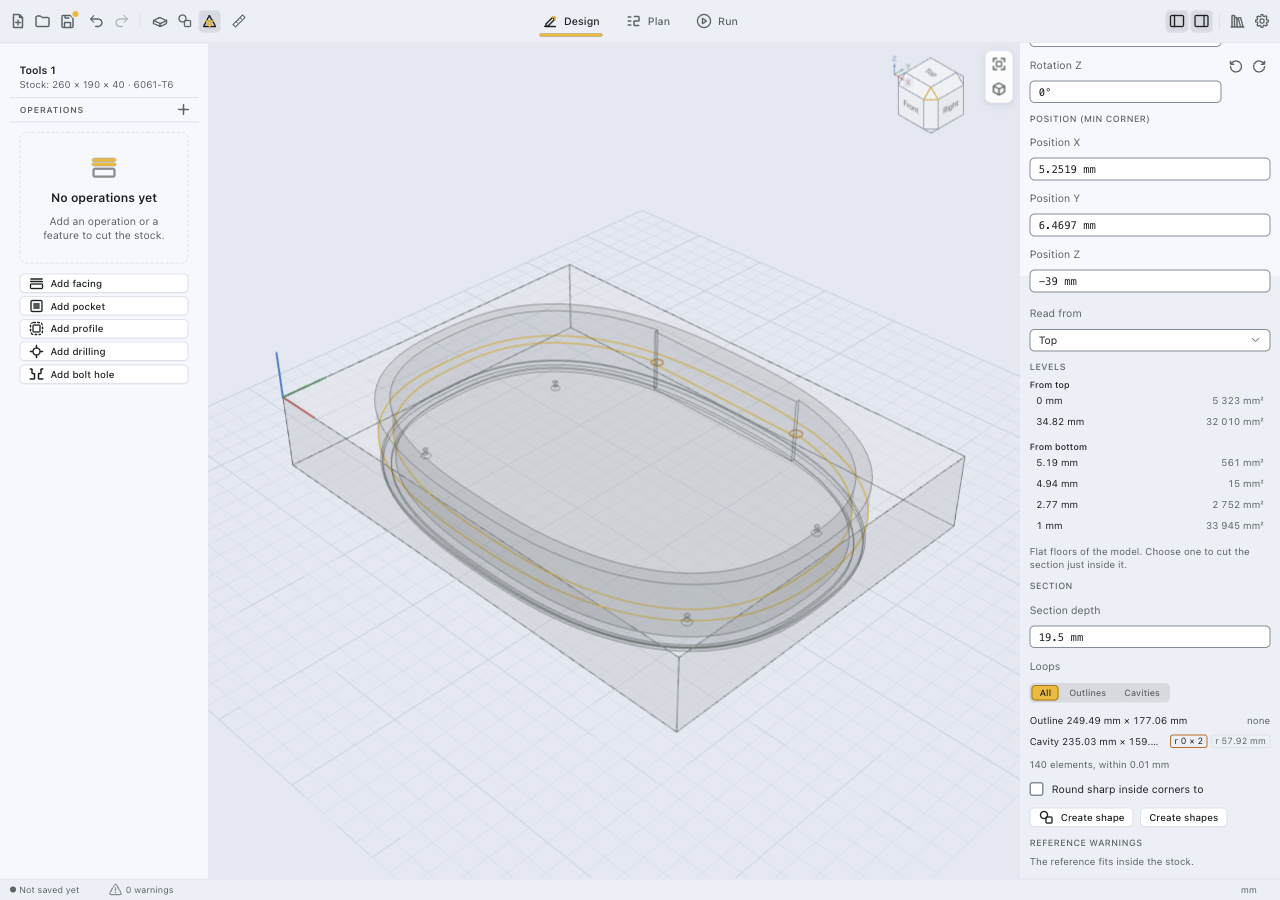 Design
Plan
Run
Tools 1
Stock: 260 × 190 × 40 · 6061-T6
OPERATIONS
No operations yet
Add an operation or a
feature to cut the stock.
Add facing
Add pocket
Add profile
Add drilling
Add bolt hole
Z
X
Top
Front
Right
Rotation Z
0°
POSITION (MIN CORNER)
Position X
5.2519 mm
Position Y
6.4697 mm
Position Z
−39 mm
Read from
Top
LEVELS
From top
0 mm 5 323 mm²
34.82 mm 32 010 mm²
From bottom
5.19 mm 561 mm²
4.94 mm 15 mm²
2.77 mm 2 752 mm²
1 mm 33 945 mm²
Flat floors of the model. Choose one to cut the
section just inside it.
SECTION
Section depth
19.5 mm
Loops
All Outlines Cavities
Outline 249.49 mm × 177.06 mm none
Cavity 235.03 mm × 159.... r 0 × 2 r 57.92 mm
140 elements, within 0.01 mm
Round sharp inside corners to
Create shape Create shapes
REFERENCE WARNINGS
The reference fits inside the stock.
Not saved yet 0 warnings mm